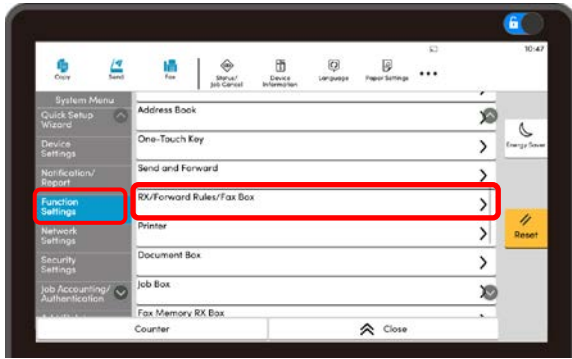 10:47
Copy
Send
Fax
Status/
Job Cancel
Device
Information
Language
Paper Settings
System Menu
Quick Setup
Wizard
Device
Settings
Notification/
Report
Function
Settings
Network
Settings
Security
Settings
Job Accounting/
Authentication
Address Book
One-Touch Key
Send and Forward
RX/Forward Rules/Fax Box
Printer
Document Box
Job Box
Fax Memory RX Box
Energy Saver
Reset
Counter
Close